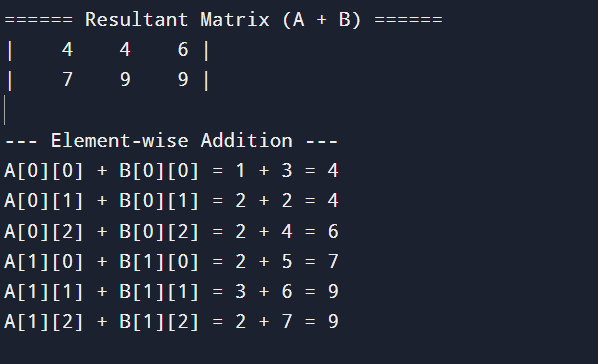 ====== Resultant Matrix (A + B) ======
|    4    4    6 |
|    7    9    9 |
--- Element-wise Addition ---
A[0][0] + B[0][0] = 1 + 3 = 4
A[0][1] + B[0][1] = 2 + 2 = 4
A[0][2] + B[0][2] = 2 + 4 = 6
A[1][0] + B[1][0] = 2 + 5 = 7
A[1][1] + B[1][1] = 3 + 6 = 9
A[1][2] + B[1][2] = 2 + 7 = 9